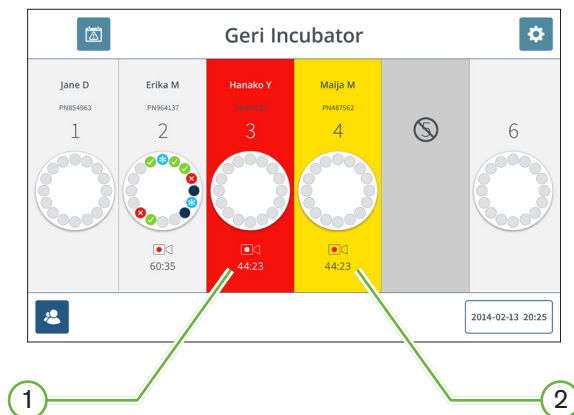 Geri Incubator
Jane D
PN854963
1
Erika M
PN964137
2
60:35
Hanako Y
3
44:23
Maija M
PN487562
4
44:23
5
6
2014-02-13 20:25
1
2